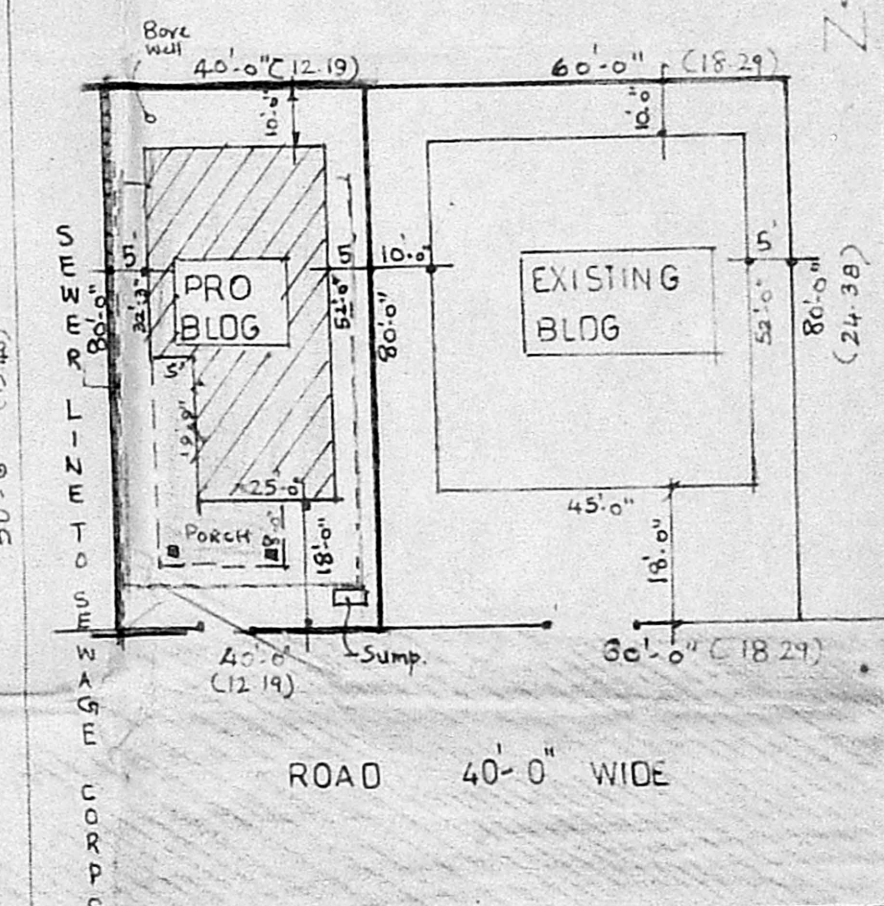 Bore
well
40'-0" (12.19)
60'-0" (18.29)
10'-0"
10'-0"
SEWER LINE TO SEWAGE CORP
80'-0"
5'
32'-3"
PRO
BLDG
5'
52'-0"
10'-0"
80'-0"
EXISTING
BLDG
5'
52'-0"
80'-0"
(24.38)
5'
19'-9"
25'-0"
45'-0"
PORCH
18'-0"
18'-0"
Sump.
40'-0"
(12.19)
60'-0" (18.29)
ROAD 40'-0" WIDE